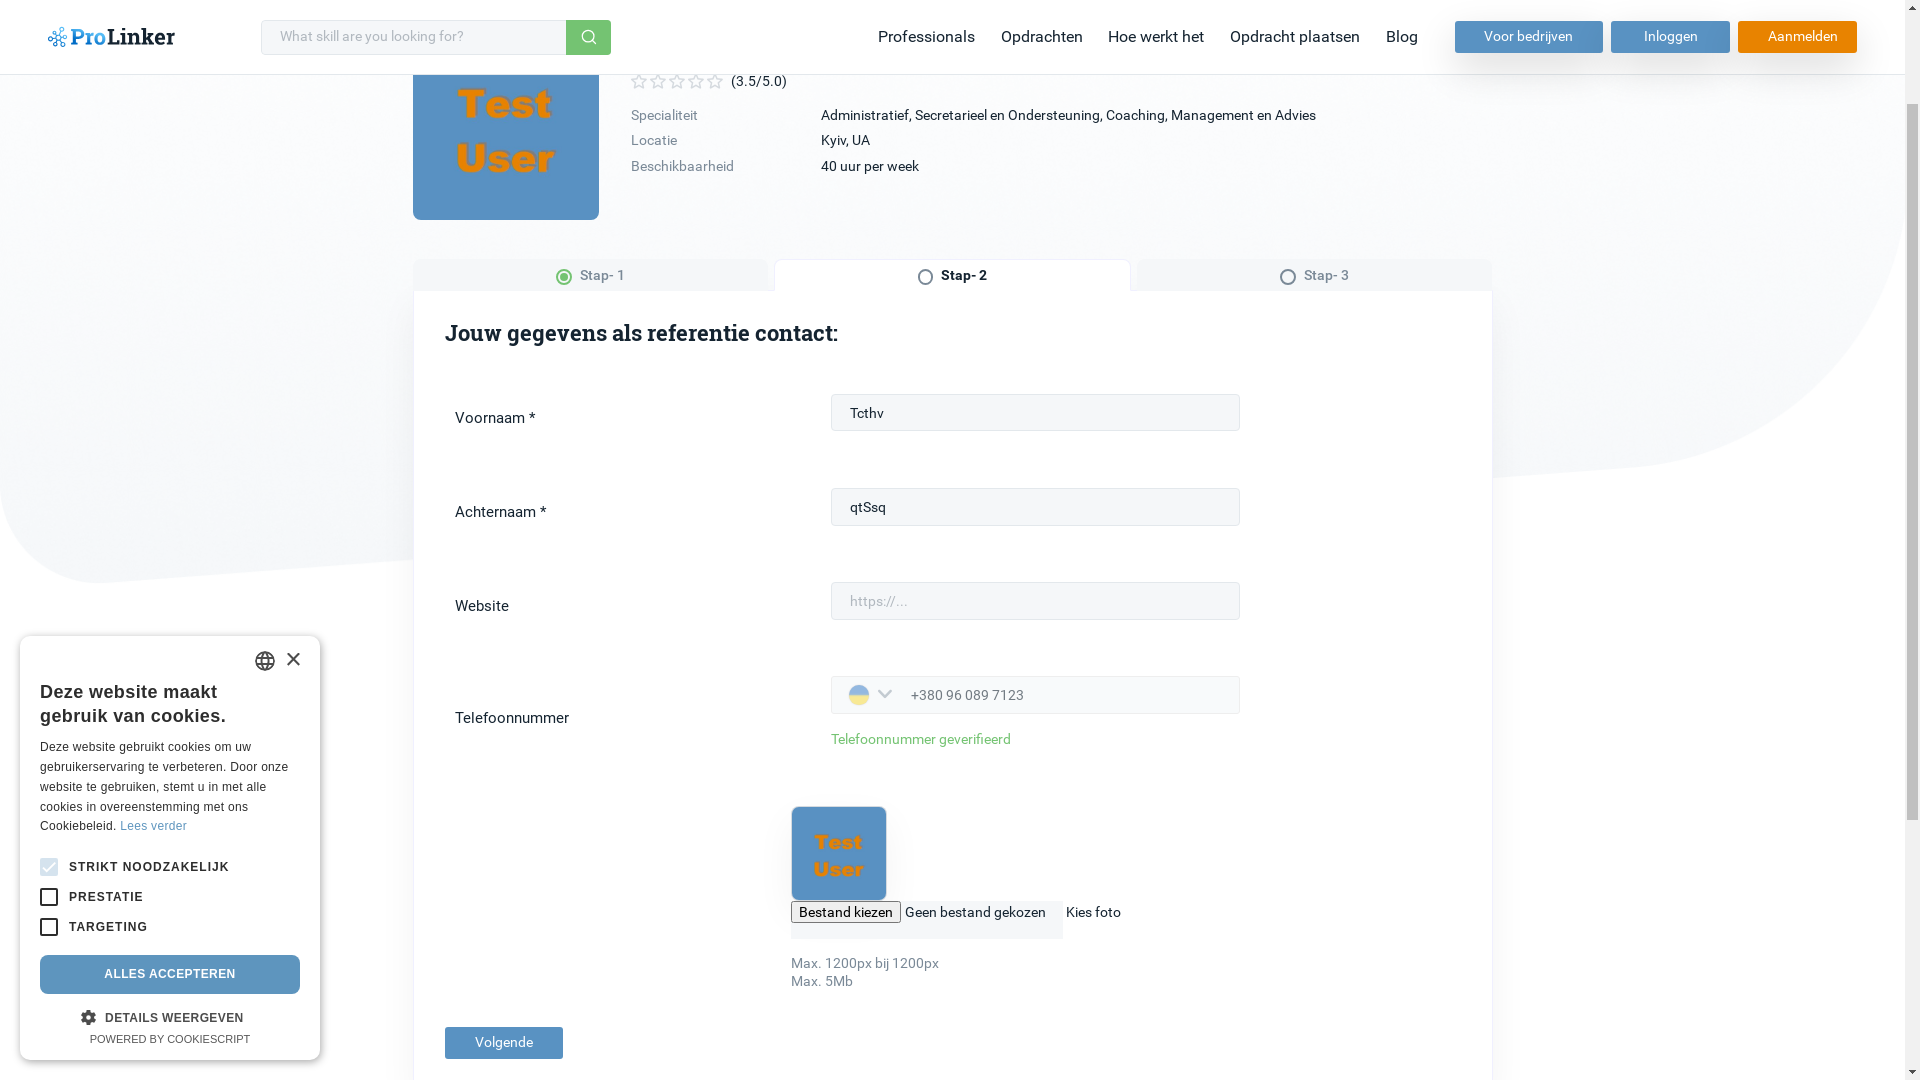 ProLinker
What skill are you looking for?
Professionals
Opdrachten
Hoe werkt het
Opdracht plaatsen
Blog
Voor bedrijven
Inloggen
Aanmelden
Test
User
(3.5/5.0)
Specialiteit
Administratief, Secretarieel en Ondersteuning, Coaching, Management en Advies
Locatie
Kyiv, UA
Beschikbaarheid
40 uur per week
Stap- 1
Stap- 2
Stap- 3
Jouw gegevens als referentie contact:
Voornaam *
Tcthv
Achternaam *
qtSsq
Website
https://...
Telefoonnummer
+380 96 089 7123
Telefoonnummer geverifieerd
Test
User
Bestand kiezen Geen bestand gekozen Kies foto
Max. 1200px bij 1200px
Max. 5Mb
Volgende
×
Deze website maakt
gebruik van cookies.
Deze website gebruikt cookies om uw
gebruikerservaring te verbeteren. Door onze
website te gebruiken, stemt u in met alle
cookies in overeenstemming met ons
Cookiebeleid. Lees verder
STRIKT NOODZAKELIJK
PRESTATIE
TARGETING
ALLES ACCEPTEREN
DETAILS WEERGEVEN
POWERED BY COOKIESCRIPT